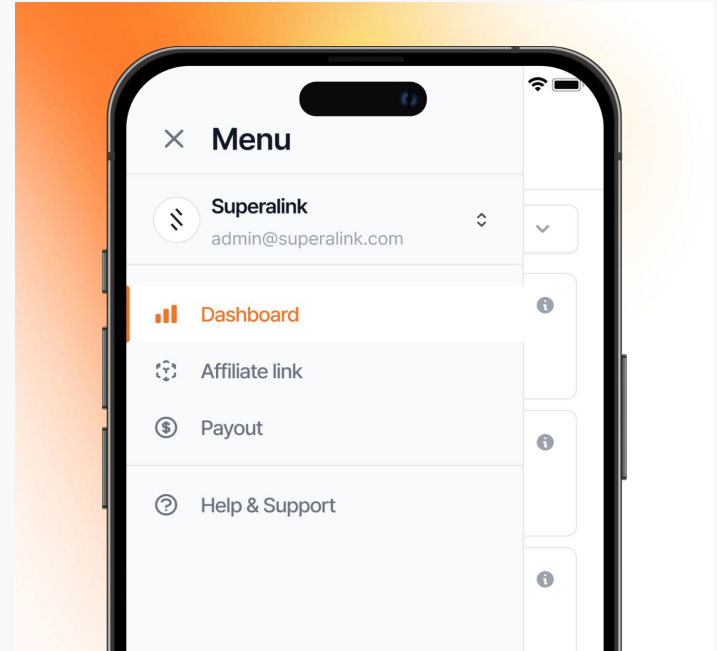 Menu
Superalink
admin@superalink.com
Dashboard
Affiliate link
Payout
Help & Support